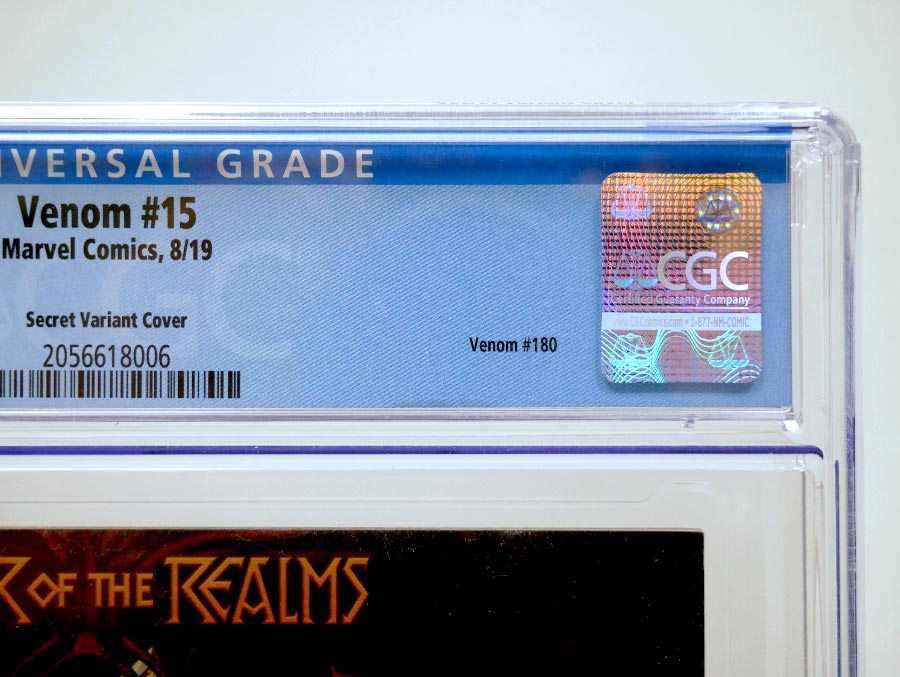 IVERSAL GRADE
Venom #15
Marvel Comics, 8/19
Secret Variant Cover
2056618006
Venom #180
CGC
Certified Guaranty Company
www.CGCcomics.com • 1-877-NM-COMIC
R OF THE REALMS